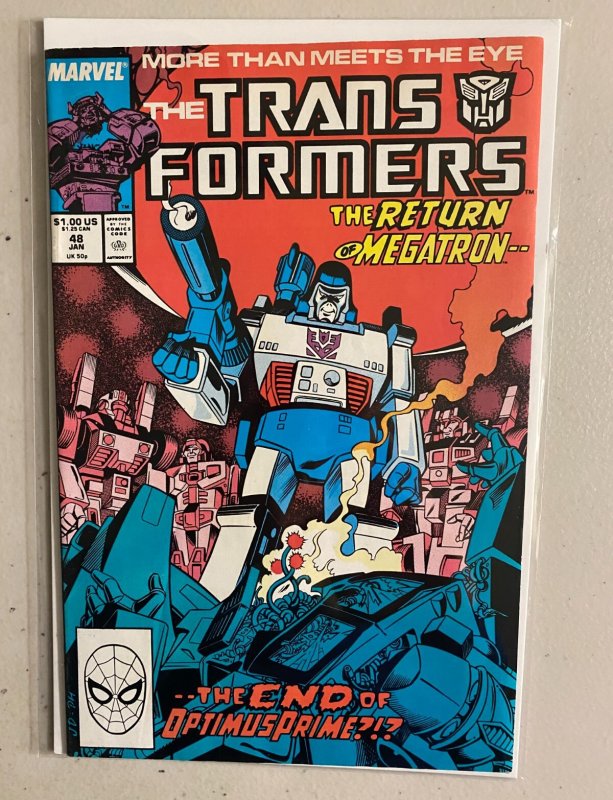 MORE THAN MEETS THE EYE
MARVEL®
THE TRANS
FORMERS™
$1.00 US
$1.25 CAN
48
JAN
UK 50p
APPROVED
BY THE
COMICS
CODE
AUTHORITY
THE RETURN
OF MEGATRON--
--THE END OF
OPTIMUS PRIME?!?